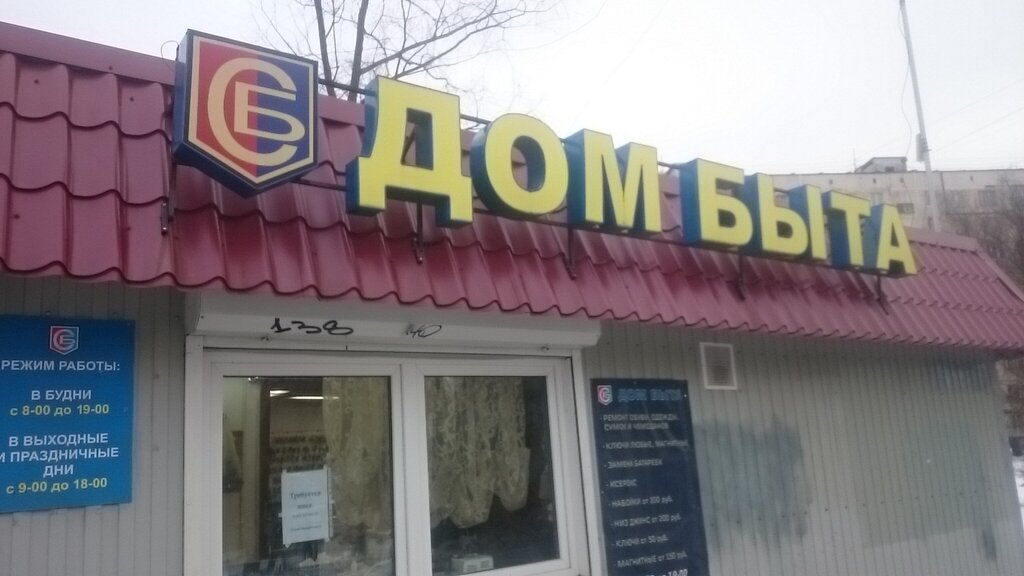 СБ
ДОМ БЫТА
138
СБ
РЕЖИМ РАБОТЫ:
В БУДНИ
с 8-00 до 19-00
В ВЫХОДНЫЕ
И ПРАЗДНИЧНЫЕ
ДНИ
с 9-00 до 18-00
Требуется
ДОМ БЫТА
- РЕМОНТ ОБУВИ, ОДЕЖДЫ,
СУМОК И ЧЕМОДАНОВ
- КЛЮЧИ ЛЮБЫЕ, МАГНИТНЫЕ
- ЗАМЕНА БАТАРЕЕК
- КСЕРОКС
- НАБОЙКИ от 200 руб.
- НИЗ ДЖИНС от 200 руб.
- КЛЮЧИ от 50 руб.
- МАГНИТНЫЕ от 150 руб.